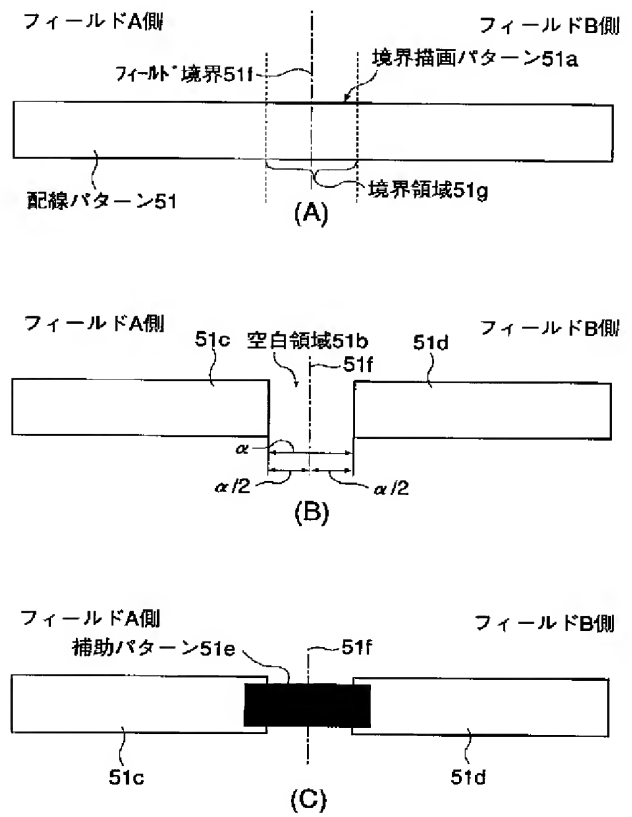 フィールドA側
フィールドB側
フィールド境界51f
境界描画パターン51a
配線パターン51
境界領域51g
(A)
フィールドA側
フィールドB側
51c
空白領域51b
51f
51d
α
α/2
α/2
(B)
フィールドA側
フィールドB側
補助パターン51e
51f
51c
51d
(C)